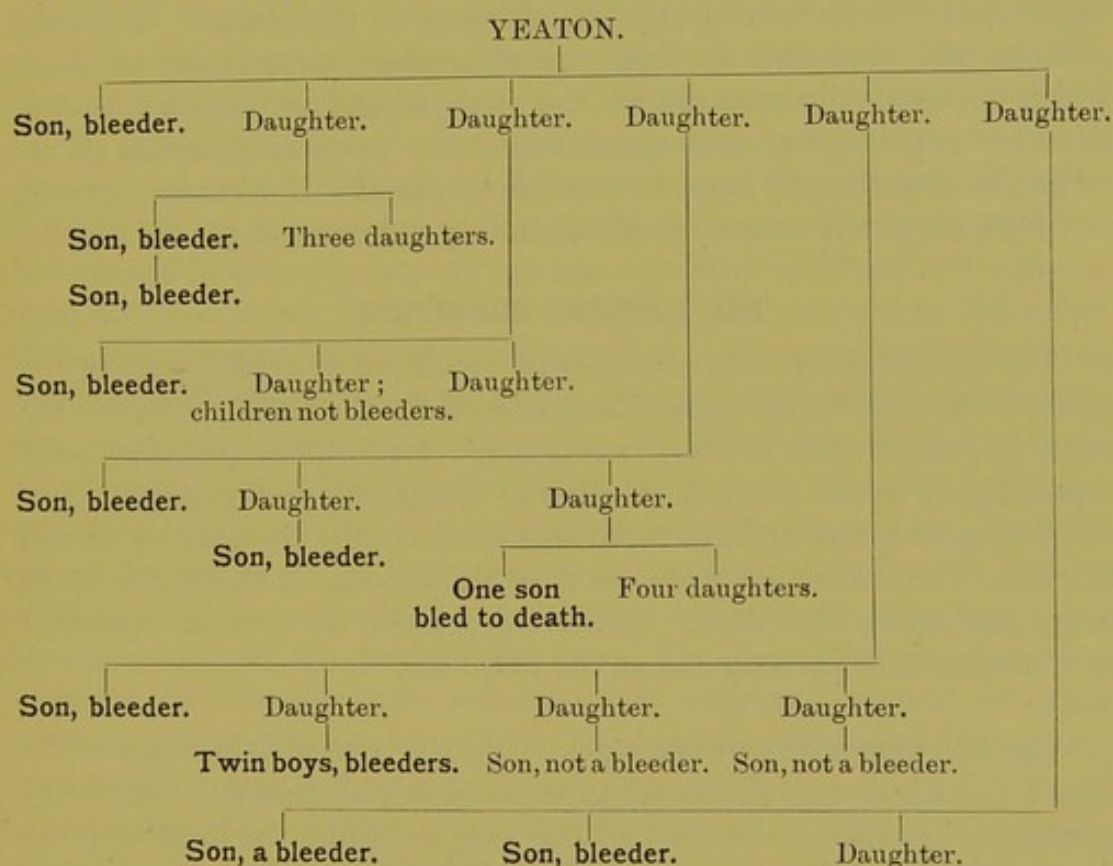 YEATON.
Son, bleeder. Daughter. Daughter. Daughter. Daughter. Daughter.
Son, bleeder. Three daughters.
Son, bleeder.
Son, bleeder. Daughter ; Daughter.
children not bleeders.
Son, bleeder. Daughter. Daughter.
Son, bleeder.
One son Four daughters.
bled to death.
Son, bleeder. Daughter. Daughter. Daughter.
Twin boys, bleeders. Son, not a bleeder. Son, not a bleeder.
Son, a bleeder. Son, bleeder. Daughter.